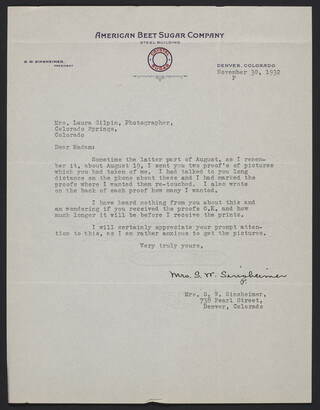 AMERICAN BEET SUGAR COMPANY
STEEL BUILDING
S. W. SINSHEIMER,
PRESIDENT
DENVER, COLORADO
November 30, 1932
P
Mrs. Laura Gilpin, Photographer,
Colorado Springs,
Colorado
Dear Madam:
Sometime the latter part of August, as I remem-
ber it, about August 19, I sent you two proof's of pictures
which you had taken of me. I had talked to you long
distance on the phone about these and I had marked the
proofs where I wanted them re-touched. I also wrote
on the back of each proof how many I wanted.
I have heard nothing from you about this and
am wondering if you received the proofs O.K. and how
much longer it will be before I receive the prints.
I will certainly appreciate your prompt atten-
tion to this, as I am rather anxious to get the pictures.
Very truly yours,
Mrs. S. W. Sinsheimer
P.
Mrs. S. W. Sinsheimer,
738 Pearl Street,
Denver, Colorado